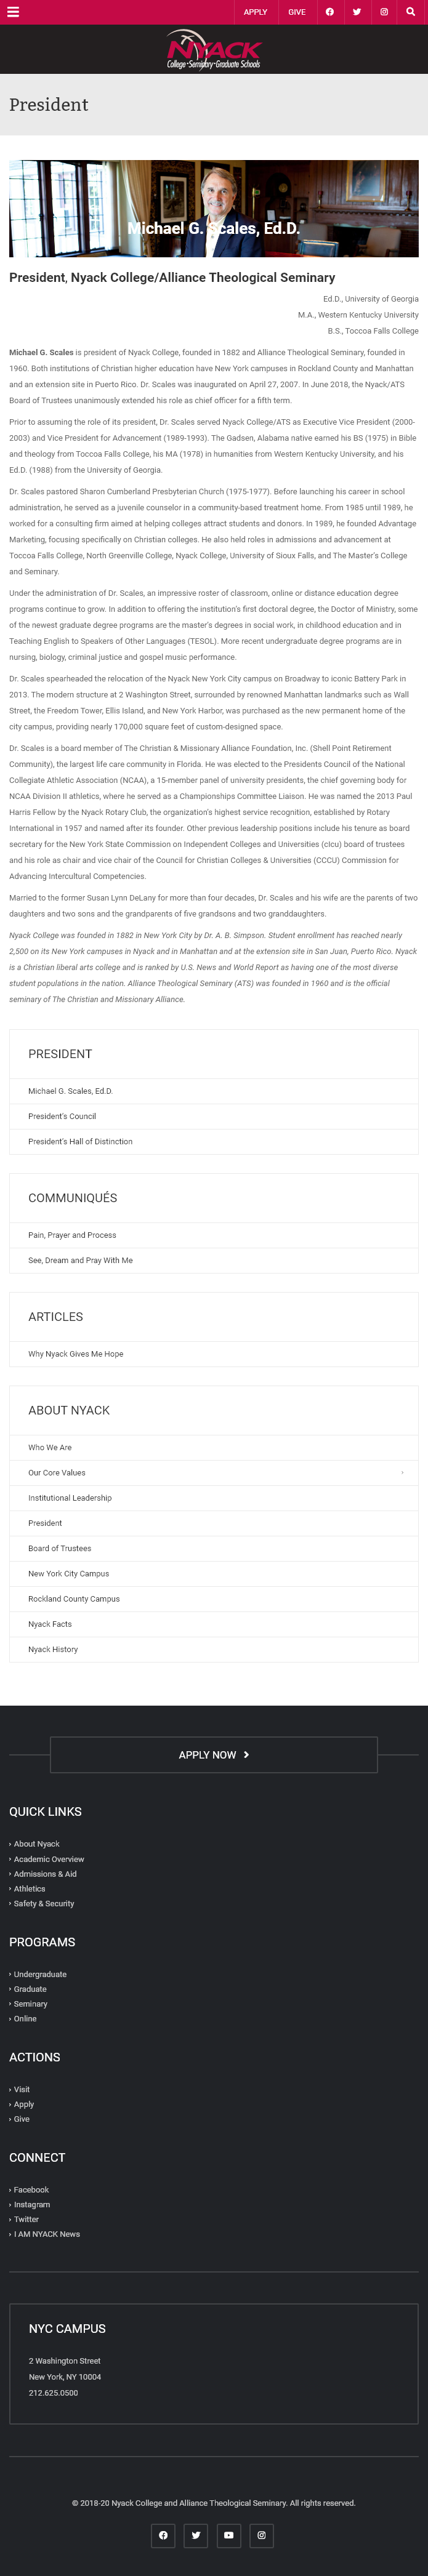 APPLY
GIVE
NYACK
College • Seminary • Graduate Schools
President
Michael G. Scales, Ed.D.
President, Nyack College/Alliance Theological Seminary
Ed.D., University of Georgia
M.A., Western Kentucky University
B.S., Toccoa Falls College
Michael G. Scales is president of Nyack College, founded in 1882 and Alliance Theological Seminary, founded in
1960. Both institutions of Christian higher education have New York campuses in Rockland County and Manhattan
and an extension site in Puerto Rico. Dr. Scales was inaugurated on April 27, 2007. In June 2018, the Nyack/ATS
Board of Trustees unanimously extended his role as chief officer for a fifth term.
Prior to assuming the role of its president, Dr. Scales served Nyack College/ATS as Executive Vice President (2000-
2003) and Vice President for Advancement (1989-1993). The Gadsen, Alabama native earned his BS (1975) in Bible
and theology from Toccoa Falls College, his MA (1978) in humanities from Western Kentucky University, and his
Ed.D. (1988) from the University of Georgia.
Dr. Scales pastored Sharon Cumberland Presbyterian Church (1975-1977). Before launching his career in school
administration, he served as a juvenile counselor in a community-based treatment home. From 1985 until 1989, he
worked for a consulting firm aimed at helping colleges attract students and donors. In 1989, he founded Advantage
Marketing, focusing specifically on Christian colleges. He also held roles in admissions and advancement at
Toccoa Falls College, North Greenville College, Nyack College, University of Sioux Falls, and The Master's College
and Seminary.
Under the administration of Dr. Scales, an impressive roster of classroom, online or distance education degree
programs continue to grow. In addition to offering the institution's first doctoral degree, the Doctor of Ministry, some
of the newest graduate degree programs are the master's degrees in social work, in childhood education and in
Teaching English to Speakers of Other Languages (TESOL). More recent undergraduate degree programs are in
nursing, biology, criminal justice and gospel music performance.
Dr. Scales spearheaded the relocation of the Nyack New York City campus on Broadway to iconic Battery Park in
2013. The modern structure at 2 Washington Street, surrounded by renowned Manhattan landmarks such as Wall
Street, the Freedom Tower, Ellis Island, and New York Harbor, was purchased as the new permanent home of the
city campus, providing nearly 170,000 square feet of custom-designed space.
Dr. Scales is a board member of The Christian & Missionary Alliance Foundation, Inc. (Shell Point Retirement
Community), the largest life care community in Florida. He was elected to the Presidents Council of the National
Collegiate Athletic Association (NCAA), a 15-member panel of university presidents, the chief governing body for
NCAA Division II athletics, when he served as a Championships Committee Liaison. He was named the 2013 Paul
Harris Fellow by the Nyack Rotary Club, the organization's highest service recognition, established by Rotary
International in 1957 and named after its founder. Other previous leadership positions include his tenure as board
secretary for the New York State Commission on Independent Colleges and Universities (cIcu) board of trustees
and his role as chair and vice chair of the Council for Christian Colleges & Universities (CCCU) Commission for
Advancing Intercultural Competencies.
Married to the former Susan Lynn DeLany for more than four decades, Dr. Scales and his wife are the parents of two
daughters and two sons and the grandparents of five grandsons and two granddaughters.
Nyack College was founded in 1882 in New York City by Dr. A. B. Simpson. Student enrollment has reached nearly
2,500 on its New York campuses in Nyack and in Manhattan and at the extension site in San Juan, Puerto Rico. Nyack
is a Christian liberal arts college and is ranked by U.S. News and World Report as having one of the most diverse
student populations in the nation. Alliance Theological Seminary (ATS) was founded in 1960 and is the official
seminary of The Christian and Missionary Alliance.
PRESIDENT
Michael G. Scales, Ed.D.
President's Council
President's Hall of Distinction
COMMUNIQUÉS
Pain, Prayer and Process
See, Dream and Pray With Me
ARTICLES
Why Nyack Gives Me Hope
ABOUT NYACK
Who We Are
Our Core Values
Institutional Leadership
President
Board of Trustees
New York City Campus
Rockland County Campus
Nyack Facts
Nyack History
APPLY NOW
QUICK LINKS
About Nyack
Academic Overview
Admissions & Aid
Athletics
Safety & Security
PROGRAMS
Undergraduate
Graduate
Seminary
Online
ACTIONS
Visit
Apply
Give
CONNECT
Facebook
Instagram
Twitter
I AM NYACK News
NYC CAMPUS
2 Washington Street
New York, NY 10004
212.625.0500
© 2018-20 Nyack College and Alliance Theological Seminary. All rights reserved.